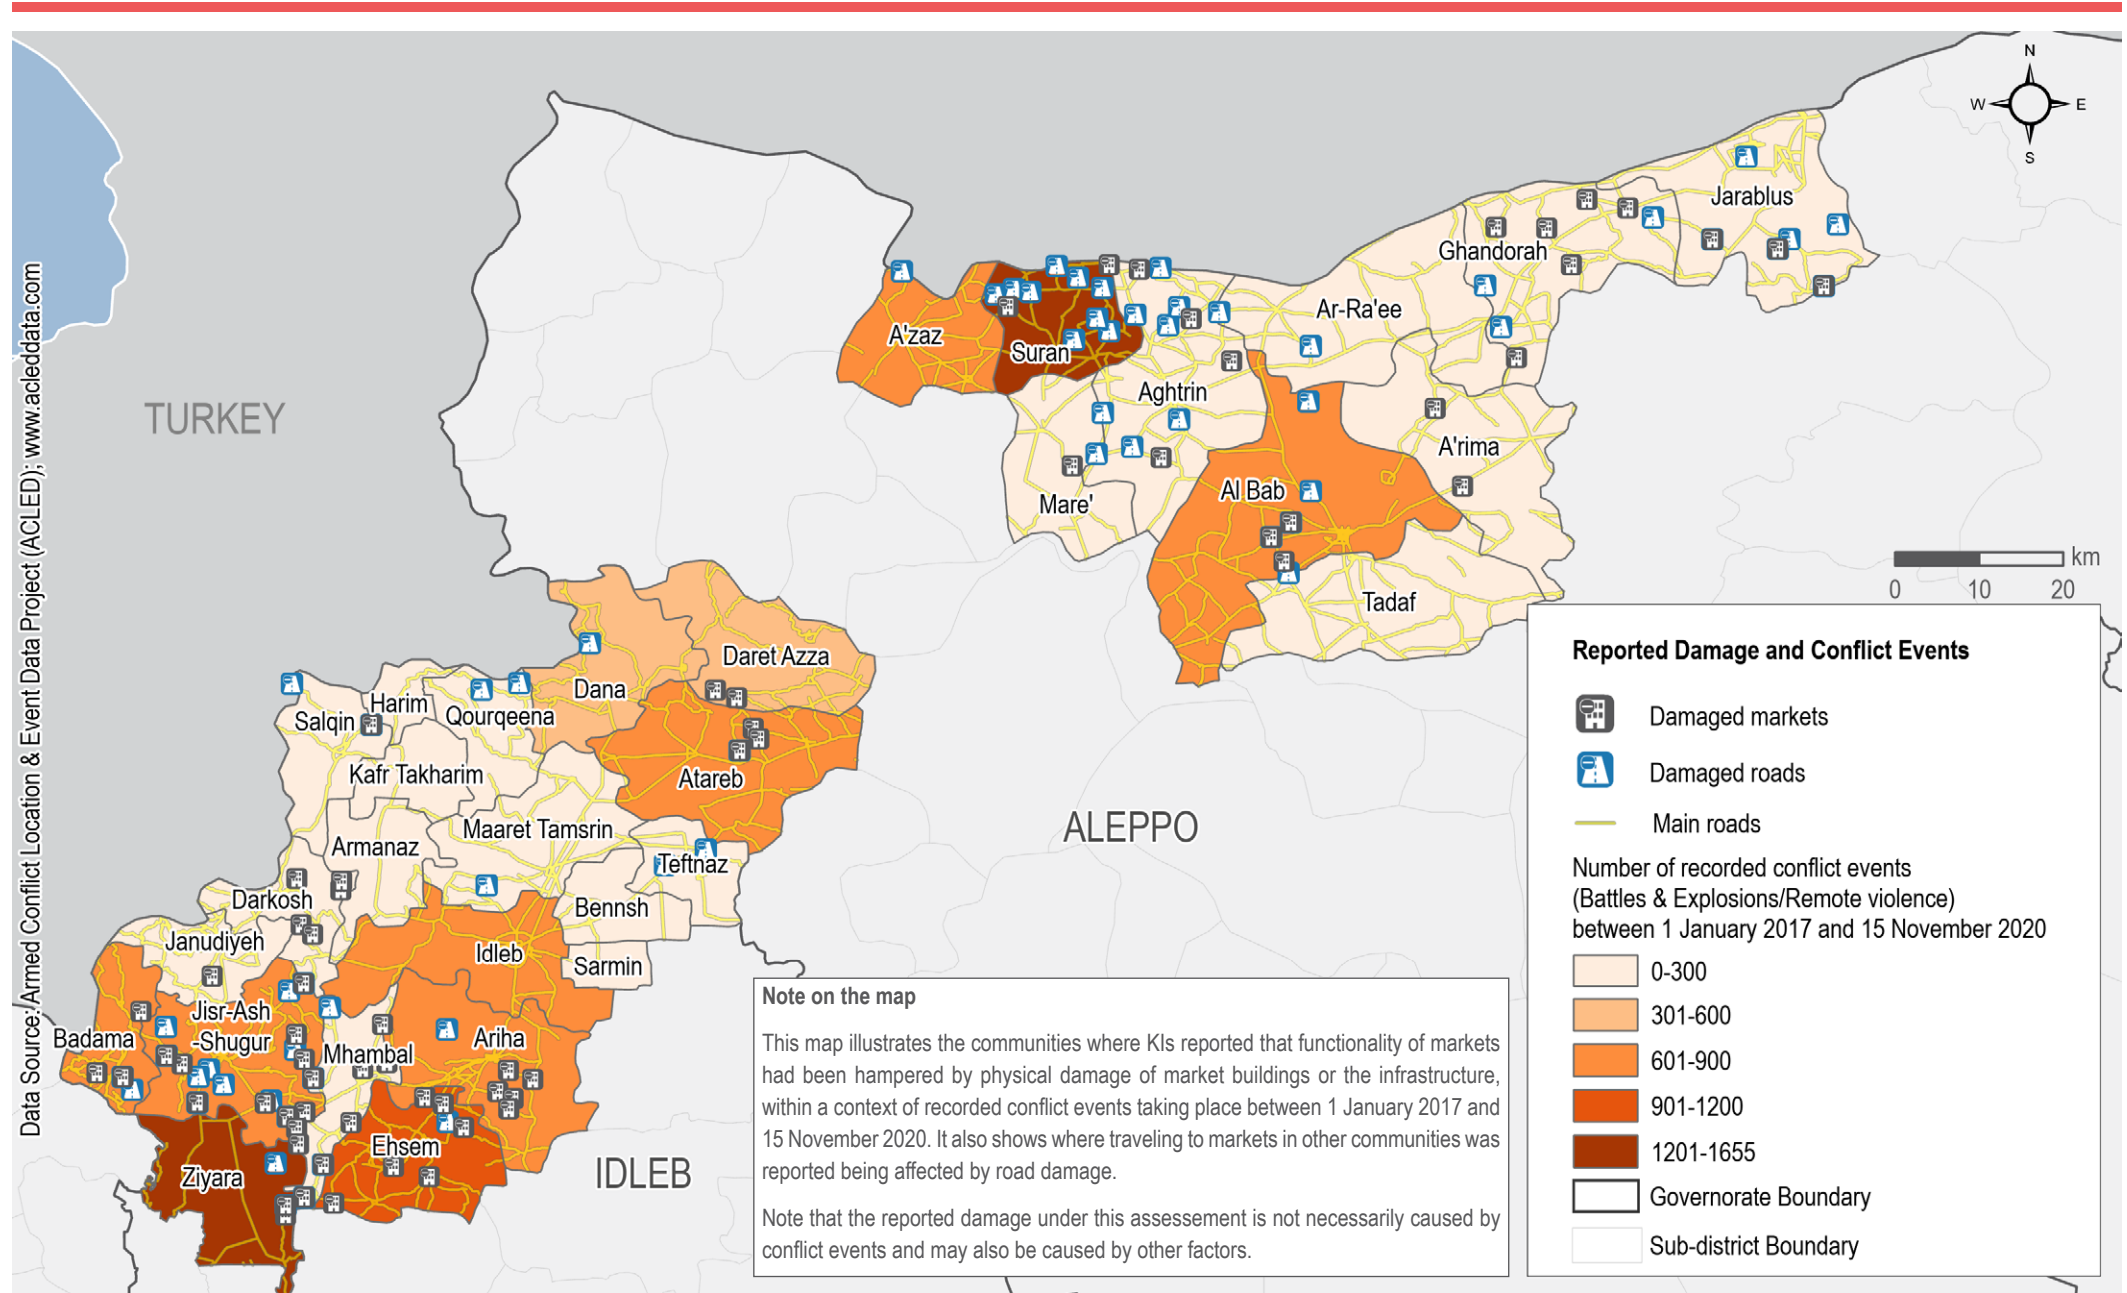 N
W
E
S
Data Source: Armed Conflict Location & Event Data Project (ACLED); www.acleddata.com
TURKEY
Jarablus
Ghandorah
Ar-Ra'ee
A'zaz
Suran
Aghtrin
A'rima
Al Bab
Mare'
Tadaf
km
0 10 20
Daret Azza
Dana
Harim
Salqin
Qourqeena
Kafr Takharim
Atareb
Maaret Tamsrin
Armanaz
Teftnaz
Darkosh
Bennsh
Janudiyeh
Idleb
Sarmin
Jisr-Ash
-Shugur
Badama
Mhambal
Ariha
Ehsem
Ziyara
ALEPPO
IDLEB
Note on the map
This map illustrates the communities where KIs reported that functionality of markets
had been hampered by physical damage of market buildings or the infrastructure,
within a context of recorded conflict events taking place between 1 January 2017 and
15 November 2020. It also shows where traveling to markets in other communities was
reported being affected by road damage.
Note that the reported damage under this assessement is not necessarily caused by
conflict events and may also be caused by other factors.
Reported Damage and Conflict Events
Damaged markets
Damaged roads
Main roads
Number of recorded conflict events
(Battles & Explosions/Remote violence)
between 1 January 2017 and 15 November 2020
0-300
301-600
601-900
901-1200
1201-1655
Governorate Boundary
Sub-district Boundary